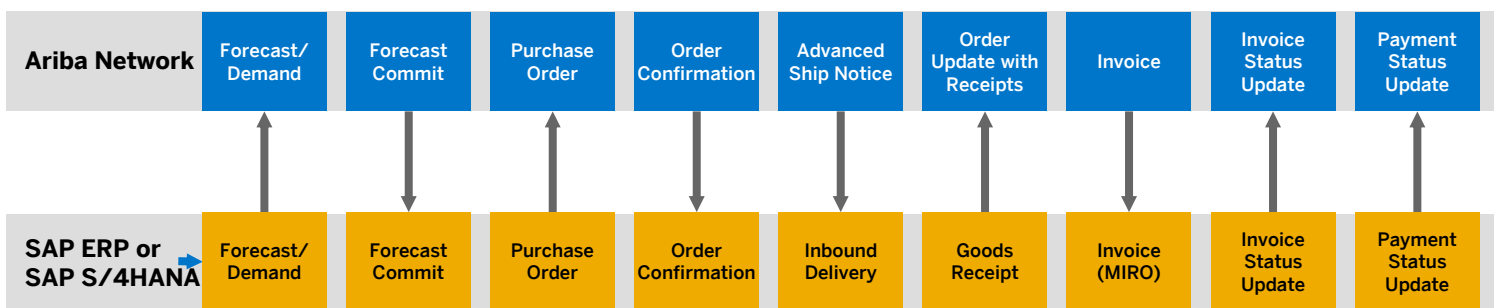 Ariba Network
Forecast/
Demand
Forecast
Commit
Purchase
Order
Order
Confirmation
Advanced
Ship Notice
Order
Update with
Receipts
Invoice
Invoice
Status
Update
Payment
Status
Update
SAP ERP or
SAP S/4HANA
Forecast/
Demand
Forecast
Commit
Purchase
Order
Order
Confirmation
Inbound
Delivery
Goods
Receipt
Invoice
(MIRO)
Invoice
Status
Update
Payment
Status
Update